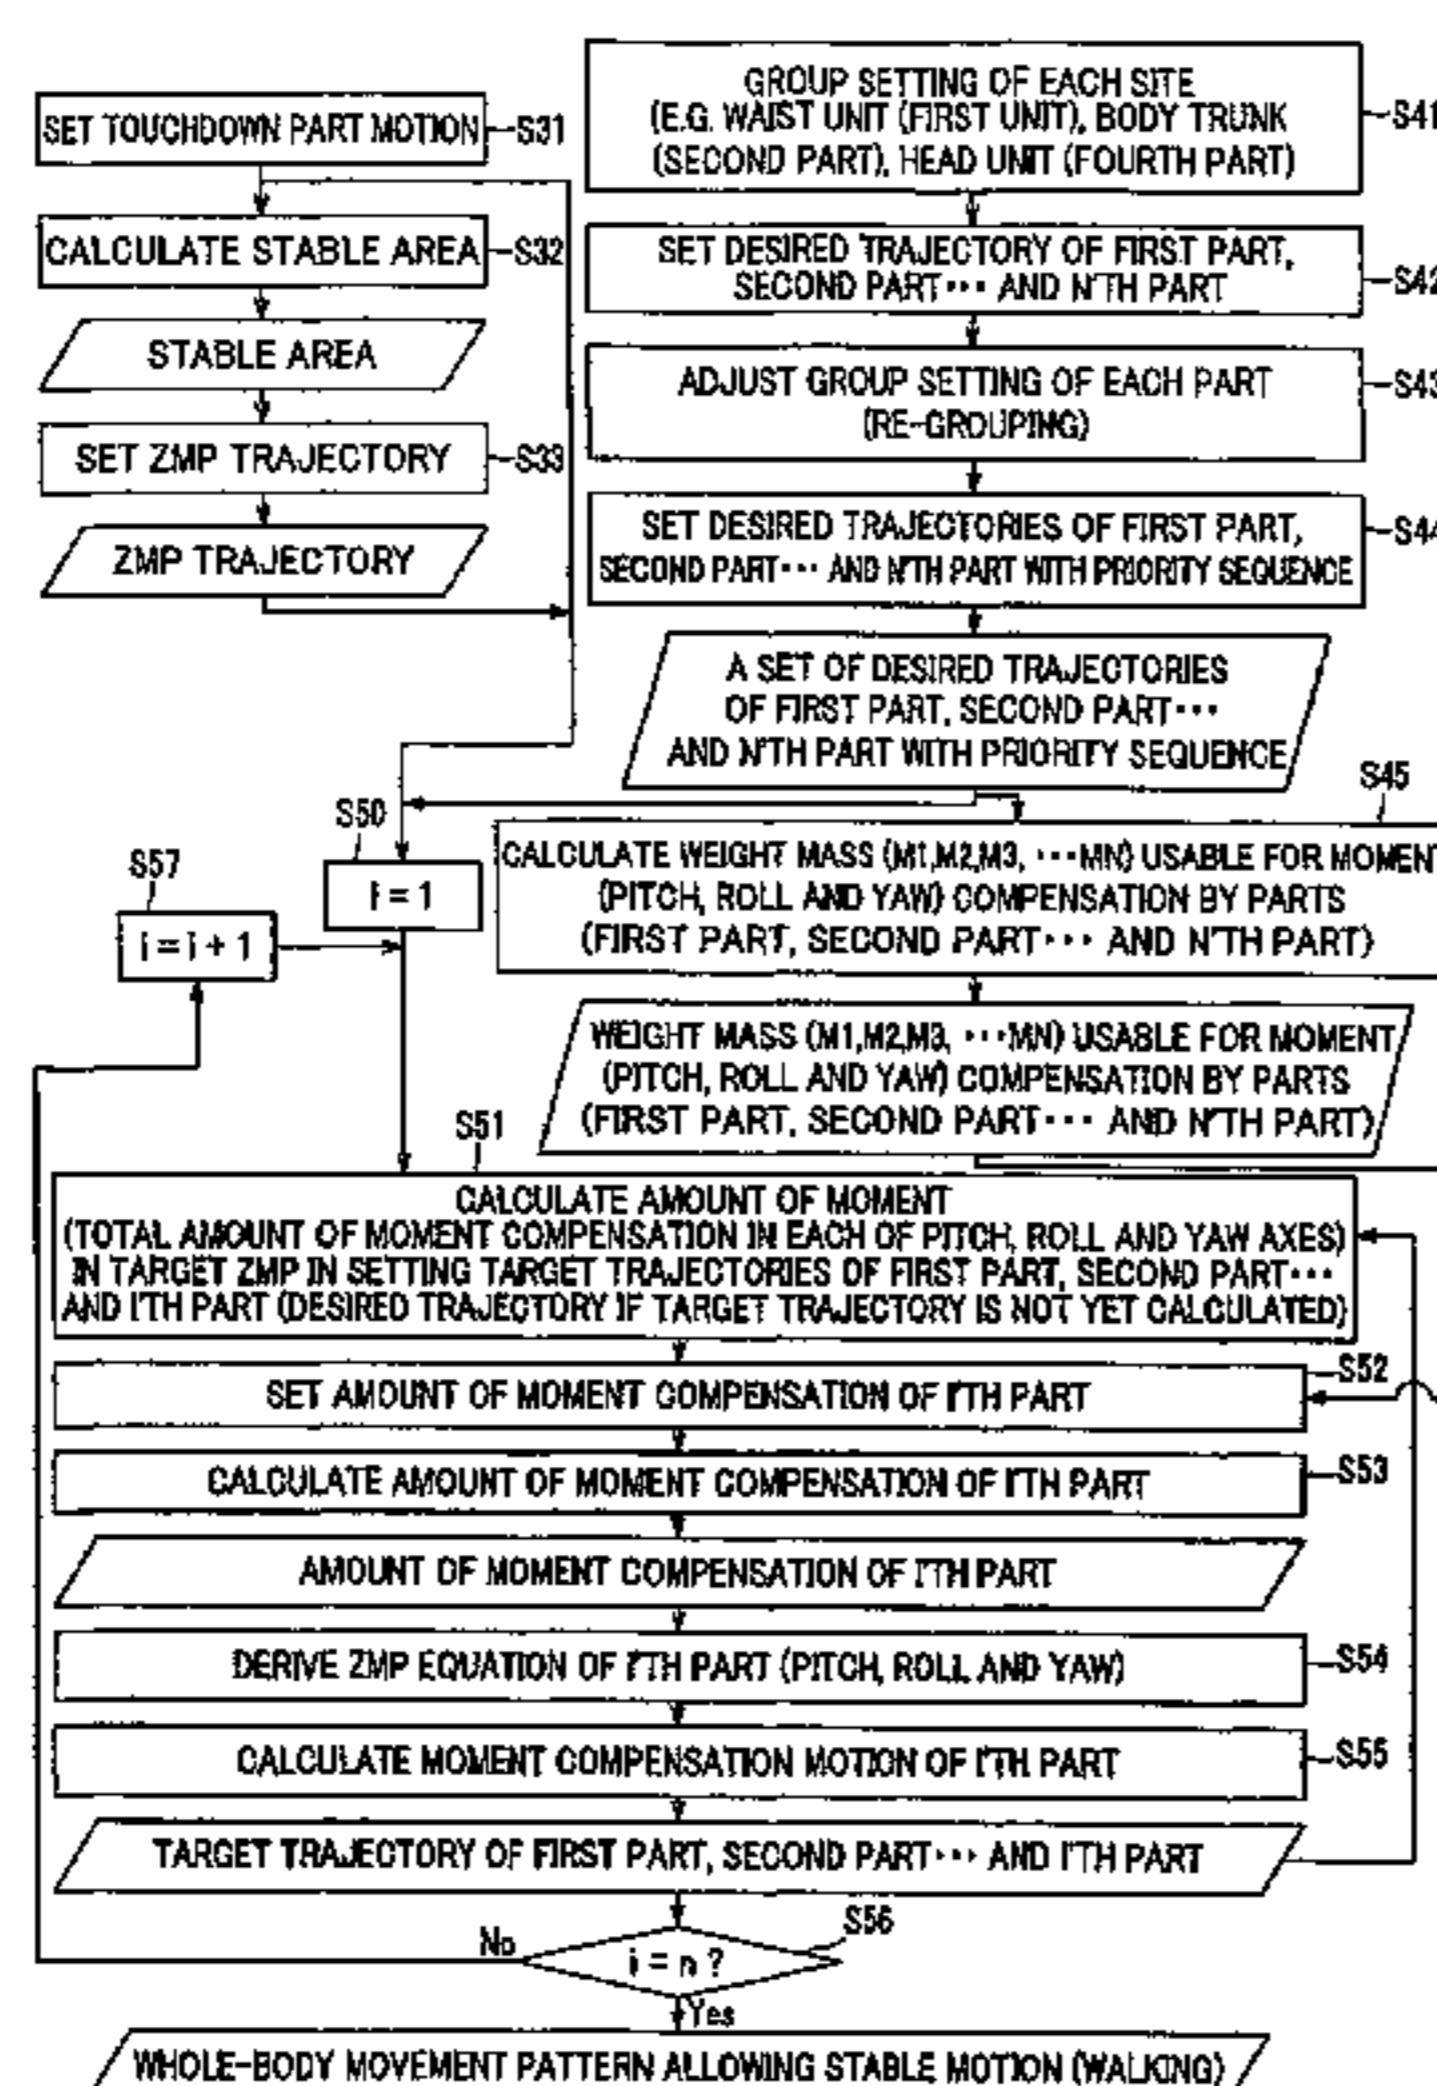 SET TOUCHDOWN PART MOTION
S31
CALCULATE STABLE AREA
S32
STABLE AREA
SET ZMP TRAJECTORY
S33
ZMP TRAJECTORY
GROUP SETTING OF EACH SITE
(E.G. WAIST UNIT (FIRST UNIT), BODY TRUNK
(SECOND PART), HEAD UNIT (FOURTH PART)
S41
SET DESIRED TRAJECTORY OF FIRST PART,
SECOND PART··· AND N'TH PART
S42
ADJUST GROUP SETTING OF EACH PART
(RE-GROUPING)
S43
SET DESIRED TRAJECTORIES OF FIRST PART,
SECOND PART··· AND N'TH PART WITH PRIORITY SEQUENCE
S44
A SET OF DESIRED TRAJECTORIES
OF FIRST PART, SECOND PART···
AND N'TH PART WITH PRIORITY SEQUENCE
S45
CALCULATE WEIGHT MASS (M1,M2,M3, ···MN) USABLE FOR MOMENT
(PITCH, ROLL AND YAW) COMPENSATION BY PARTS
(FIRST PART, SECOND PART··· AND N'TH PART)
WEIGHT MASS (M1,M2,M3, ···MN) USABLE FOR MOMENT
(PITCH, ROLL AND YAW) COMPENSATION BY PARTS
(FIRST PART, SECOND PART··· AND N'TH PART)
S50
i = 1
S57
i = i + 1
S51
CALCULATE AMOUNT OF MOMENT
(TOTAL AMOUNT OF MOMENT COMPENSATION IN EACH OF PITCH, ROLL AND YAW AXES)
IN TARGET ZMP IN SETTING TARGET TRAJECTORIES OF FIRST PART, SECOND PART···
AND I'TH PART (DESIRED TRAJECTORY IF TARGET TRAJECTORY IS NOT YET CALCULATED)
SET AMOUNT OF MOMENT COMPENSATION OF I'TH PART
S52
CALCULATE AMOUNT OF MOMENT COMPENSATION OF I'TH PART
S53
AMOUNT OF MOMENT COMPENSATION OF I'TH PART
DERIVE ZMP EQUATION OF I'TH PART (PITCH, ROLL AND YAW)
S54
CALCULATE MOMENT COMPENSATION MOTION OF I'TH PART
S55
TARGET TRAJECTORY OF FIRST PART, SECOND PART··· AND I'TH PART
S56
No
i = n ?
Yes
WHOLE-BODY MOVEMENT PATTERN ALLOWING STABLE MOTION (WALKING)